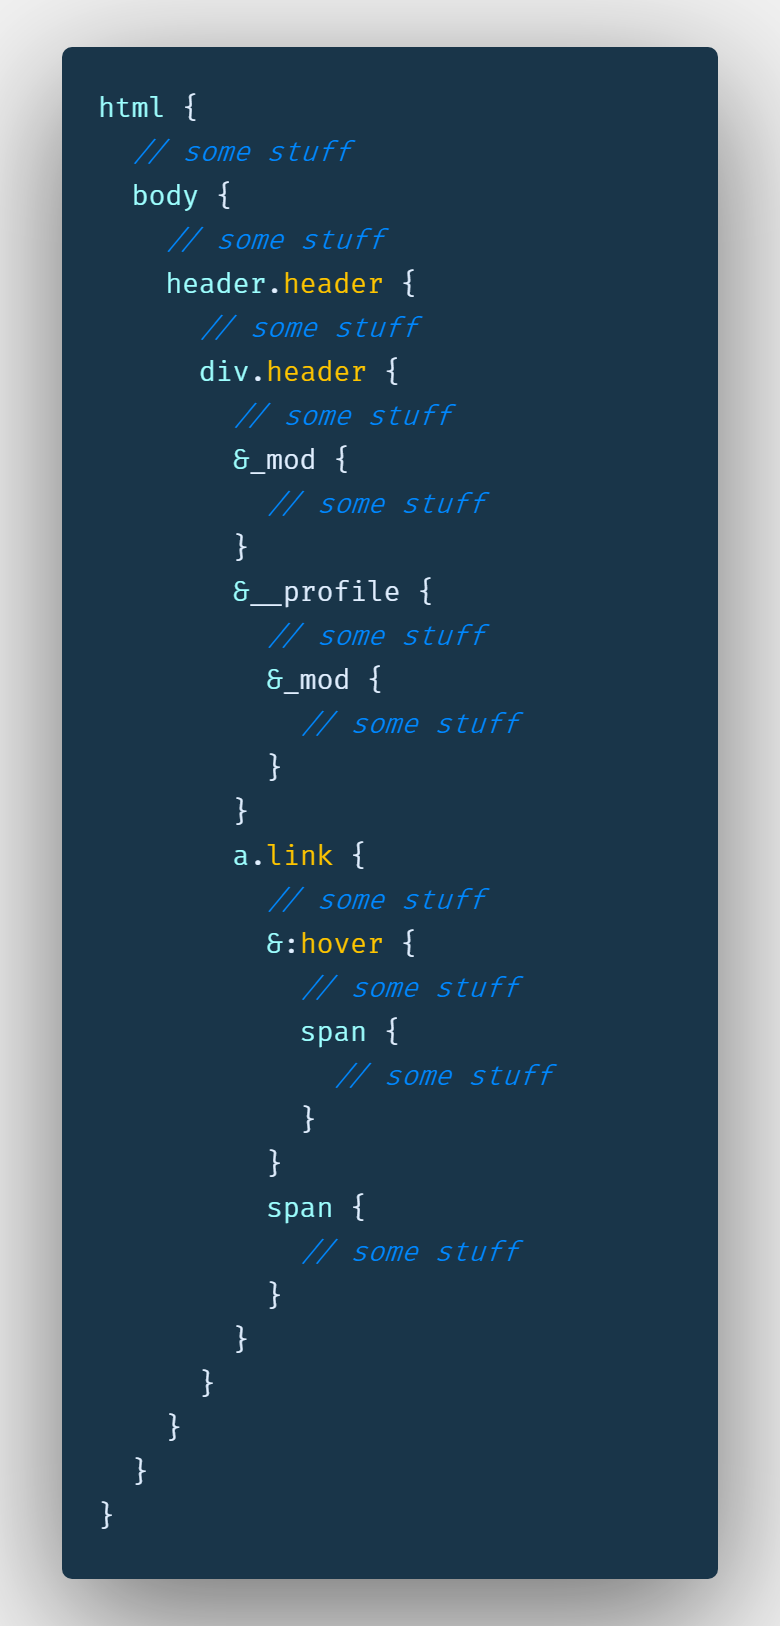 html {
  // some stuff
  body {
    // some stuff
    header.header {
      // some stuff
      div.header {
        // some stuff
        &_mod {
          // some stuff
        }
        &__profile {
          // some stuff
          &_mod {
            // some stuff
          }
        }
        a.link {
          // some stuff
          &:hover {
            // some stuff
            span {
              // some stuff
            }
          }
          span {
            // some stuff
          }
        }
      }
    }
  }
}